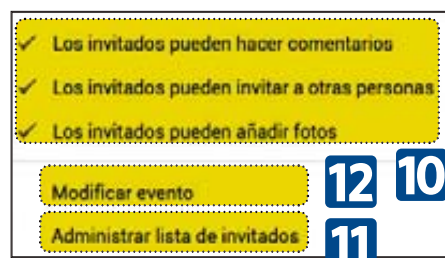 ✓ Los invitados pueden hacer comentarios
✓ Los invitados pueden invitar a otras personas
✓ Los invitados pueden añadir fotos
10
Modificar evento 12
Administrar lista de invitados 11